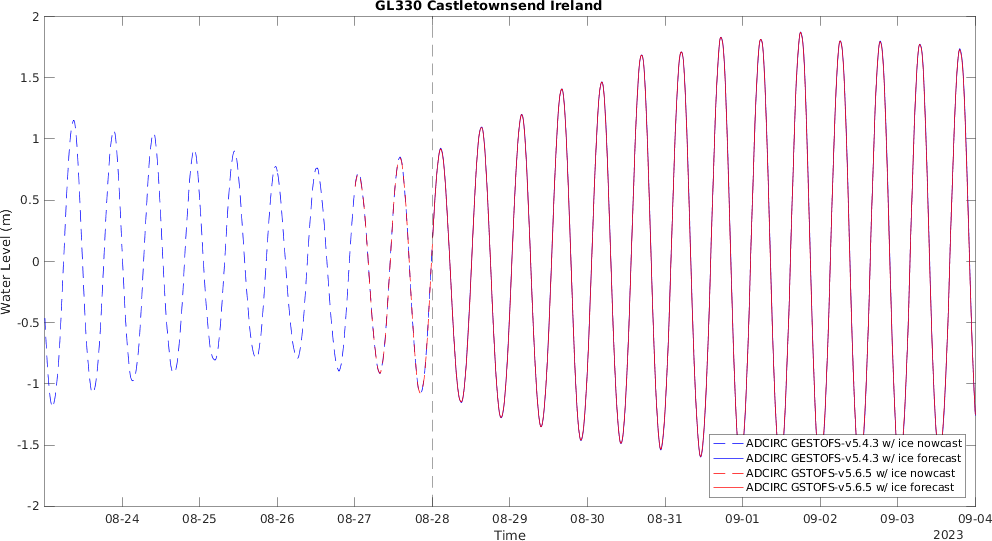 GL330 Castletownsend Ireland
2
1.5
1
0.5
0
-0.5
-1
-1.5
-2
Water Level (m)
ADCIRC GESTOFS-v5.4.3 w/ ice nowcast
ADCIRC GESTOFS-v5.4.3 w/ ice forecast
ADCIRC GSTOFS-v5.6.5 w/ ice nowcast
ADCIRC GSTOFS-v5.6.5 w/ ice forecast
08-24 08-25 08-26 08-27 08-28 08-29 08-30 08-31 09-01 09-02 09-03 09-04
Time
2023